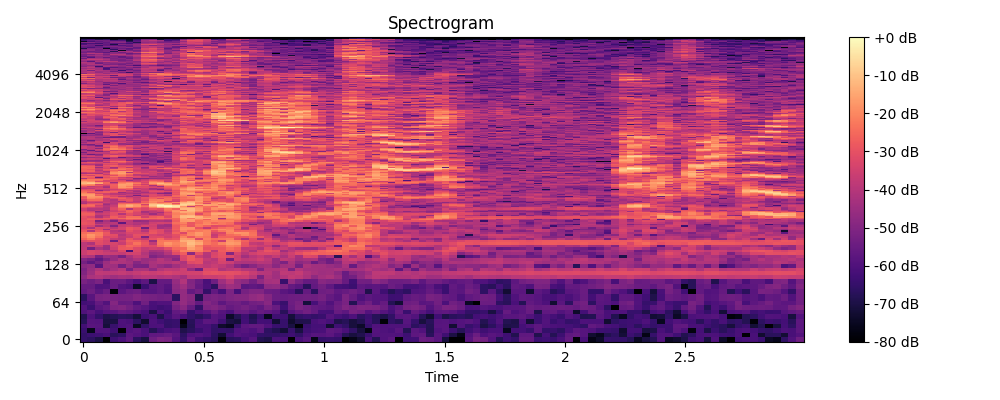 Spectrogram
Hz
4096
2048
1024
512
256
128
64
0
0
0.5
1
1.5
2
2.5
Time
+0 dB
-10 dB
-20 dB
-30 dB
-40 dB
-50 dB
-60 dB
-70 dB
-80 dB